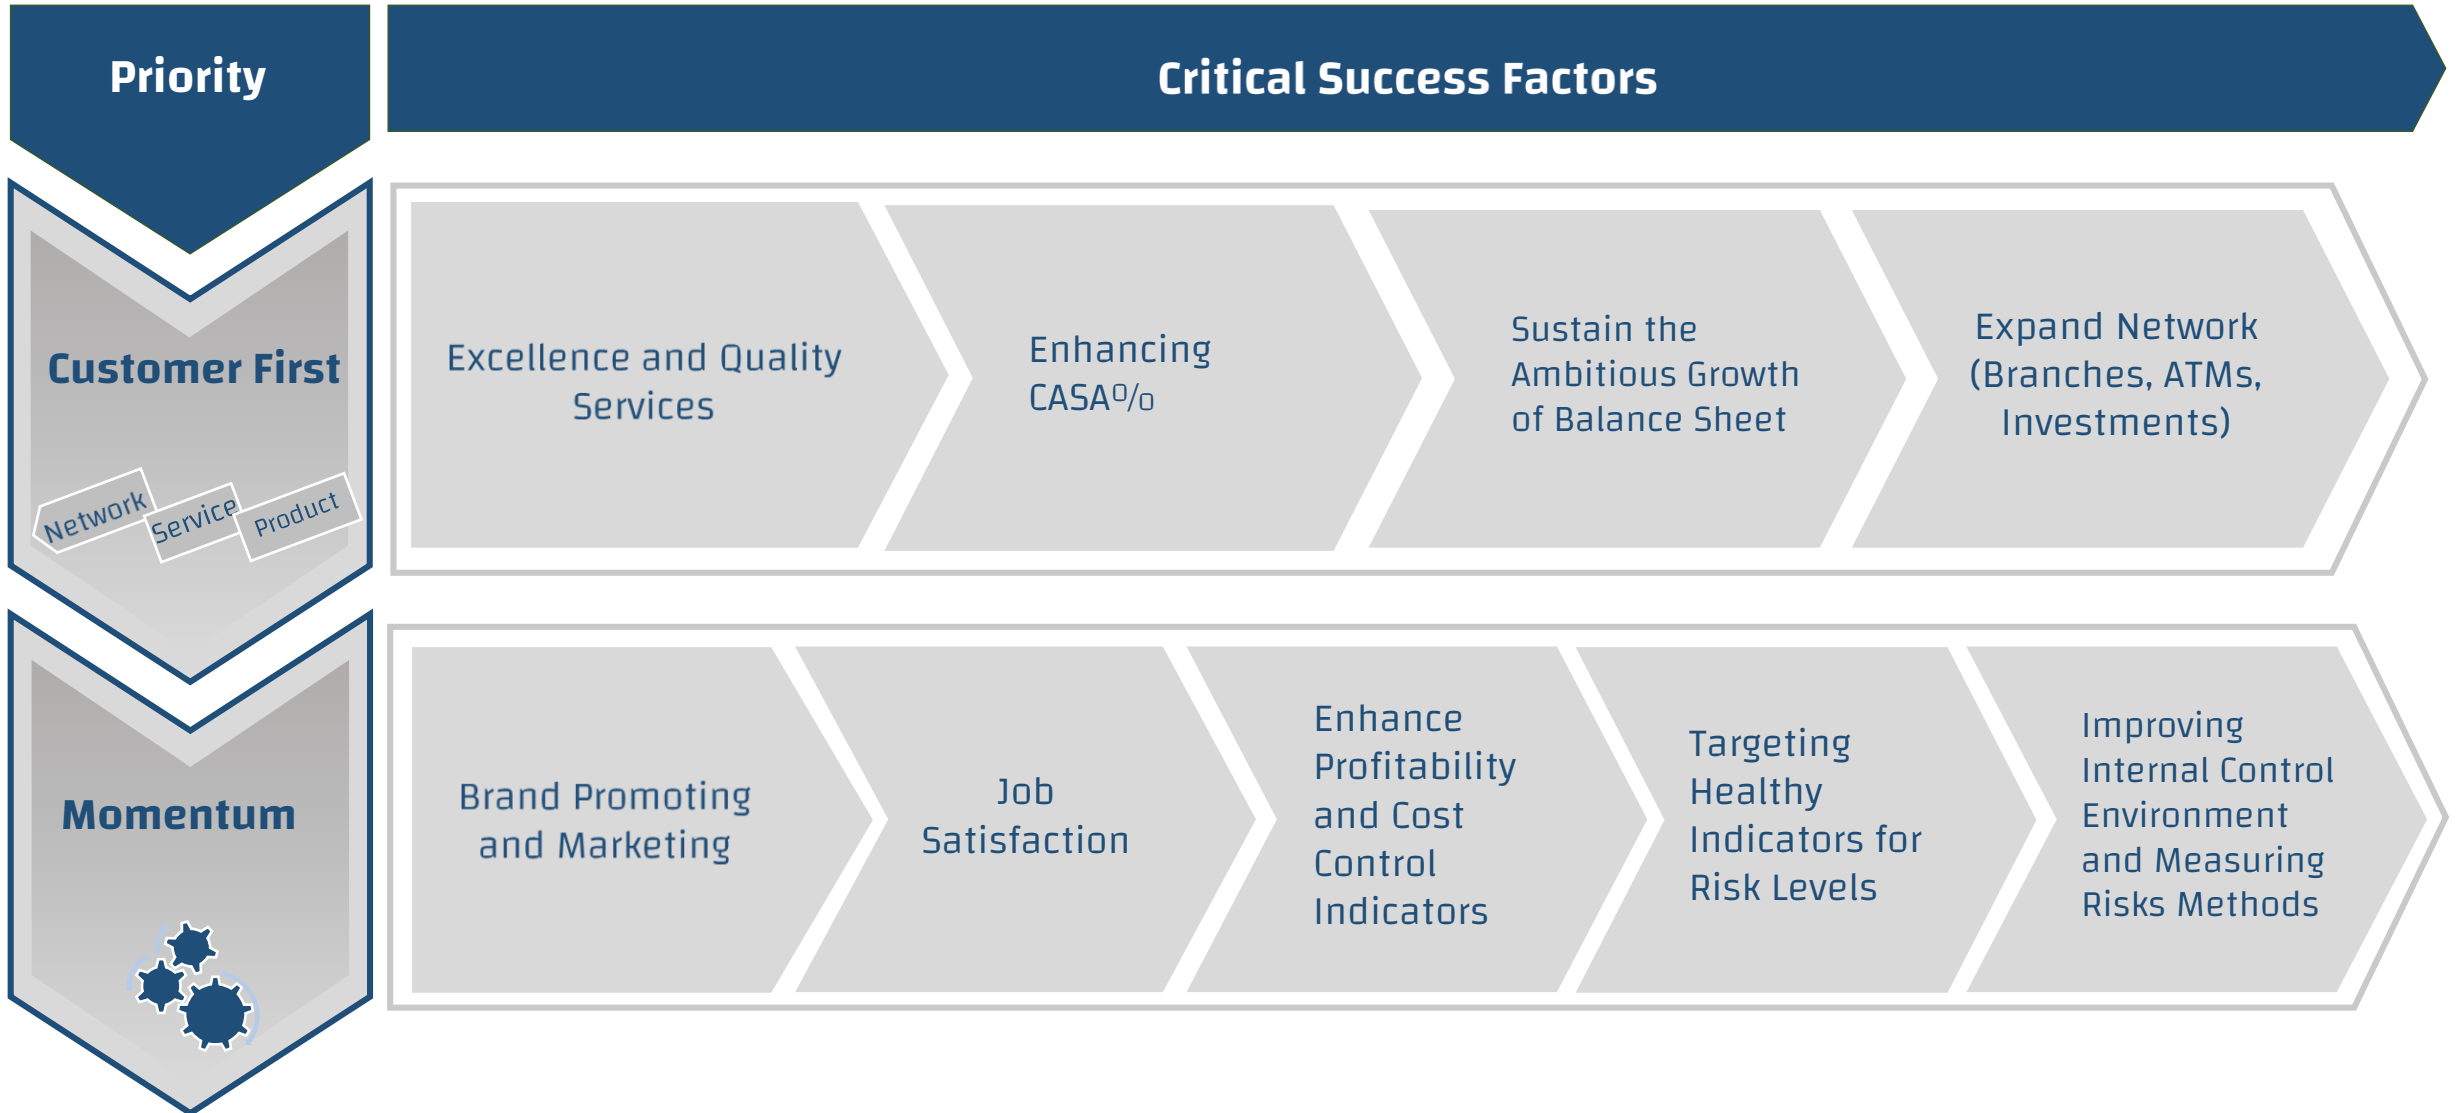 Priority
Critical Success Factors
Customer First
Network
Service
Product
Excellence and Quality
Services
Enhancing
CASA%
Sustain the
Ambitious Growth
of Balance Sheet
Expand Network
(Branches, ATMs,
Investments)
Momentum
Brand Promoting
and Marketing
Job
Satisfaction
Enhance
Profitability
and Cost
Control
Indicators
Targeting
Healthy
Indicators for
Risk Levels
Improving
Internal Control
Environment
and Measuring
Risks Methods